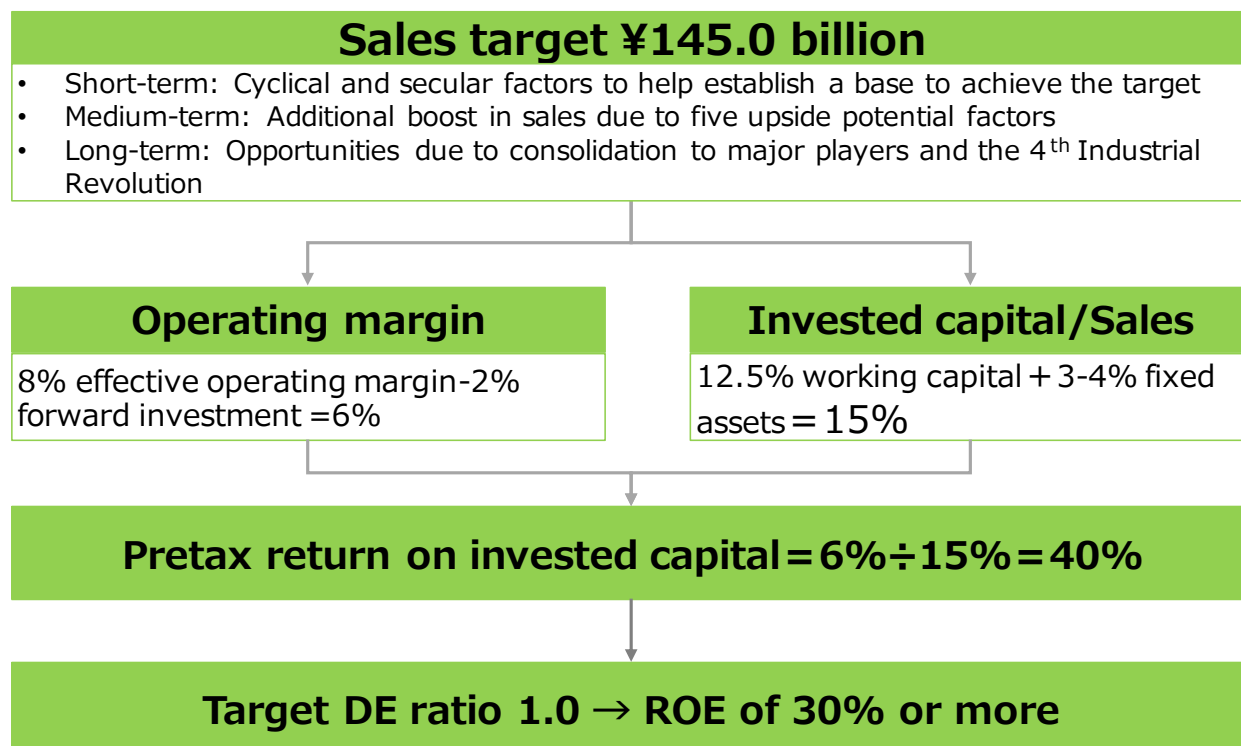 Sales target ¥145.0 billion
• Short-term: Cyclical and secular factors to help establish a base to achieve the target
• Medium-term: Additional boost in sales due to five upside potential factors
• Long-term: Opportunities due to consolidation to major players and the 4th Industrial
Revolution
Operating margin
8% effective operating margin-2%
forward investment =6%
Invested capital/Sales
12.5% working capital+3-4% fixed
assets=15%
Pretax return on invested capital=6%÷15%=40%
Target DE ratio 1.0 → ROE of 30% or more